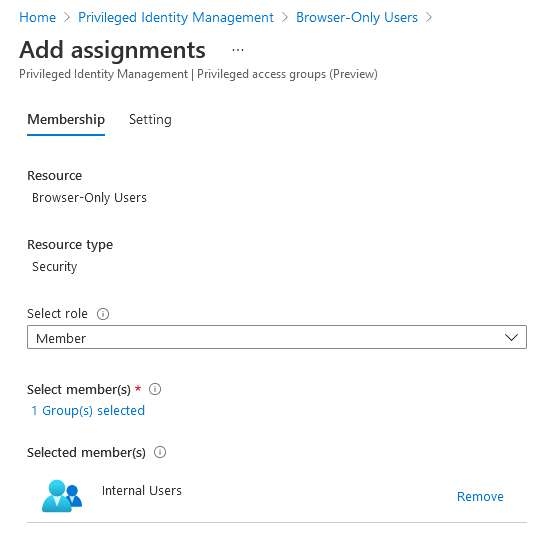 Home > Privileged Identity Management > Browser-Only Users >
Add assignments ...
Privileged Identity Management | Privileged access groups (Preview)
Membership Setting
Resource
Browser-Only Users
Resource type
Security
Select role
Member
Select member(s) *
1 Group(s) selected
Selected member(s)
Internal Users
Remove